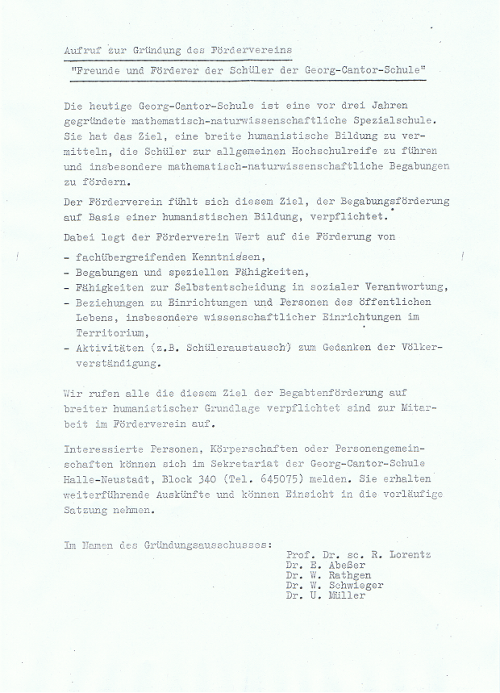 Aufruf zur Gründung des Fördervereins
"Freunde und Förderer der Schüler der Georg-Cantor-Schule"
Die heutige Georg-Cantor-Schule ist eine vor drei Jahren
gegründete mathematisch-naturwissenschaftliche Spezialschule.
Sie hat das Ziel, eine breite humanistische Bildung zu ver-
mitteln, die Schüler zur allgemeinen Hochschulreife zu führen
und insbesondere mathematisch-naturwissenschaftliche Begabungen
zu fördern.
Der Förderverein fühlt sich diesem Ziel, der Begabungsförderung
auf Basis einer humanistischen Bildung, verpflichtet.
Dabei legt der Förderverein Wert auf die Förderung von
- fachübergreifenden Kenntnissen,
- Begabungen und speziellen Fähigkeiten,
- Fähigkeiten zur Selbstentscheidung in sozialer Verantwortung,
- Beziehungen zu Einrichtungen und Personen des öffentlichen
Lebens, insbesondere wissenschaftlicher Einrichtungen im
Territorium,
- Aktivitäten (z.B. Schüleraustausch) zum Gedanken der Völker-
verständigung.
Wir rufen alle die diesem Ziel der Begabtenförderung auf
breiter humanistischer Grundlage verpflichtet sind zur Mitar-
beit im Förderverein auf.
Interessierte Personen, Körperschaften oder Personengemein-
schaften können sich im Sekretariat der Georg-Cantor-Schule
Halle-Neustadt, Block 340 (Tel. 645075) melden. Sie erhalten
weiterführende Auskünfte und können Einsicht in die vorläufige
Satzung nehmen.
Im Namen des Gründungsausschusses:
Prof. Dr. sc. R. Lorentz
Dr. E. Abeßer
Dr. W. Rathgen
Dr. W. Schwieger
Dr. U. Müller